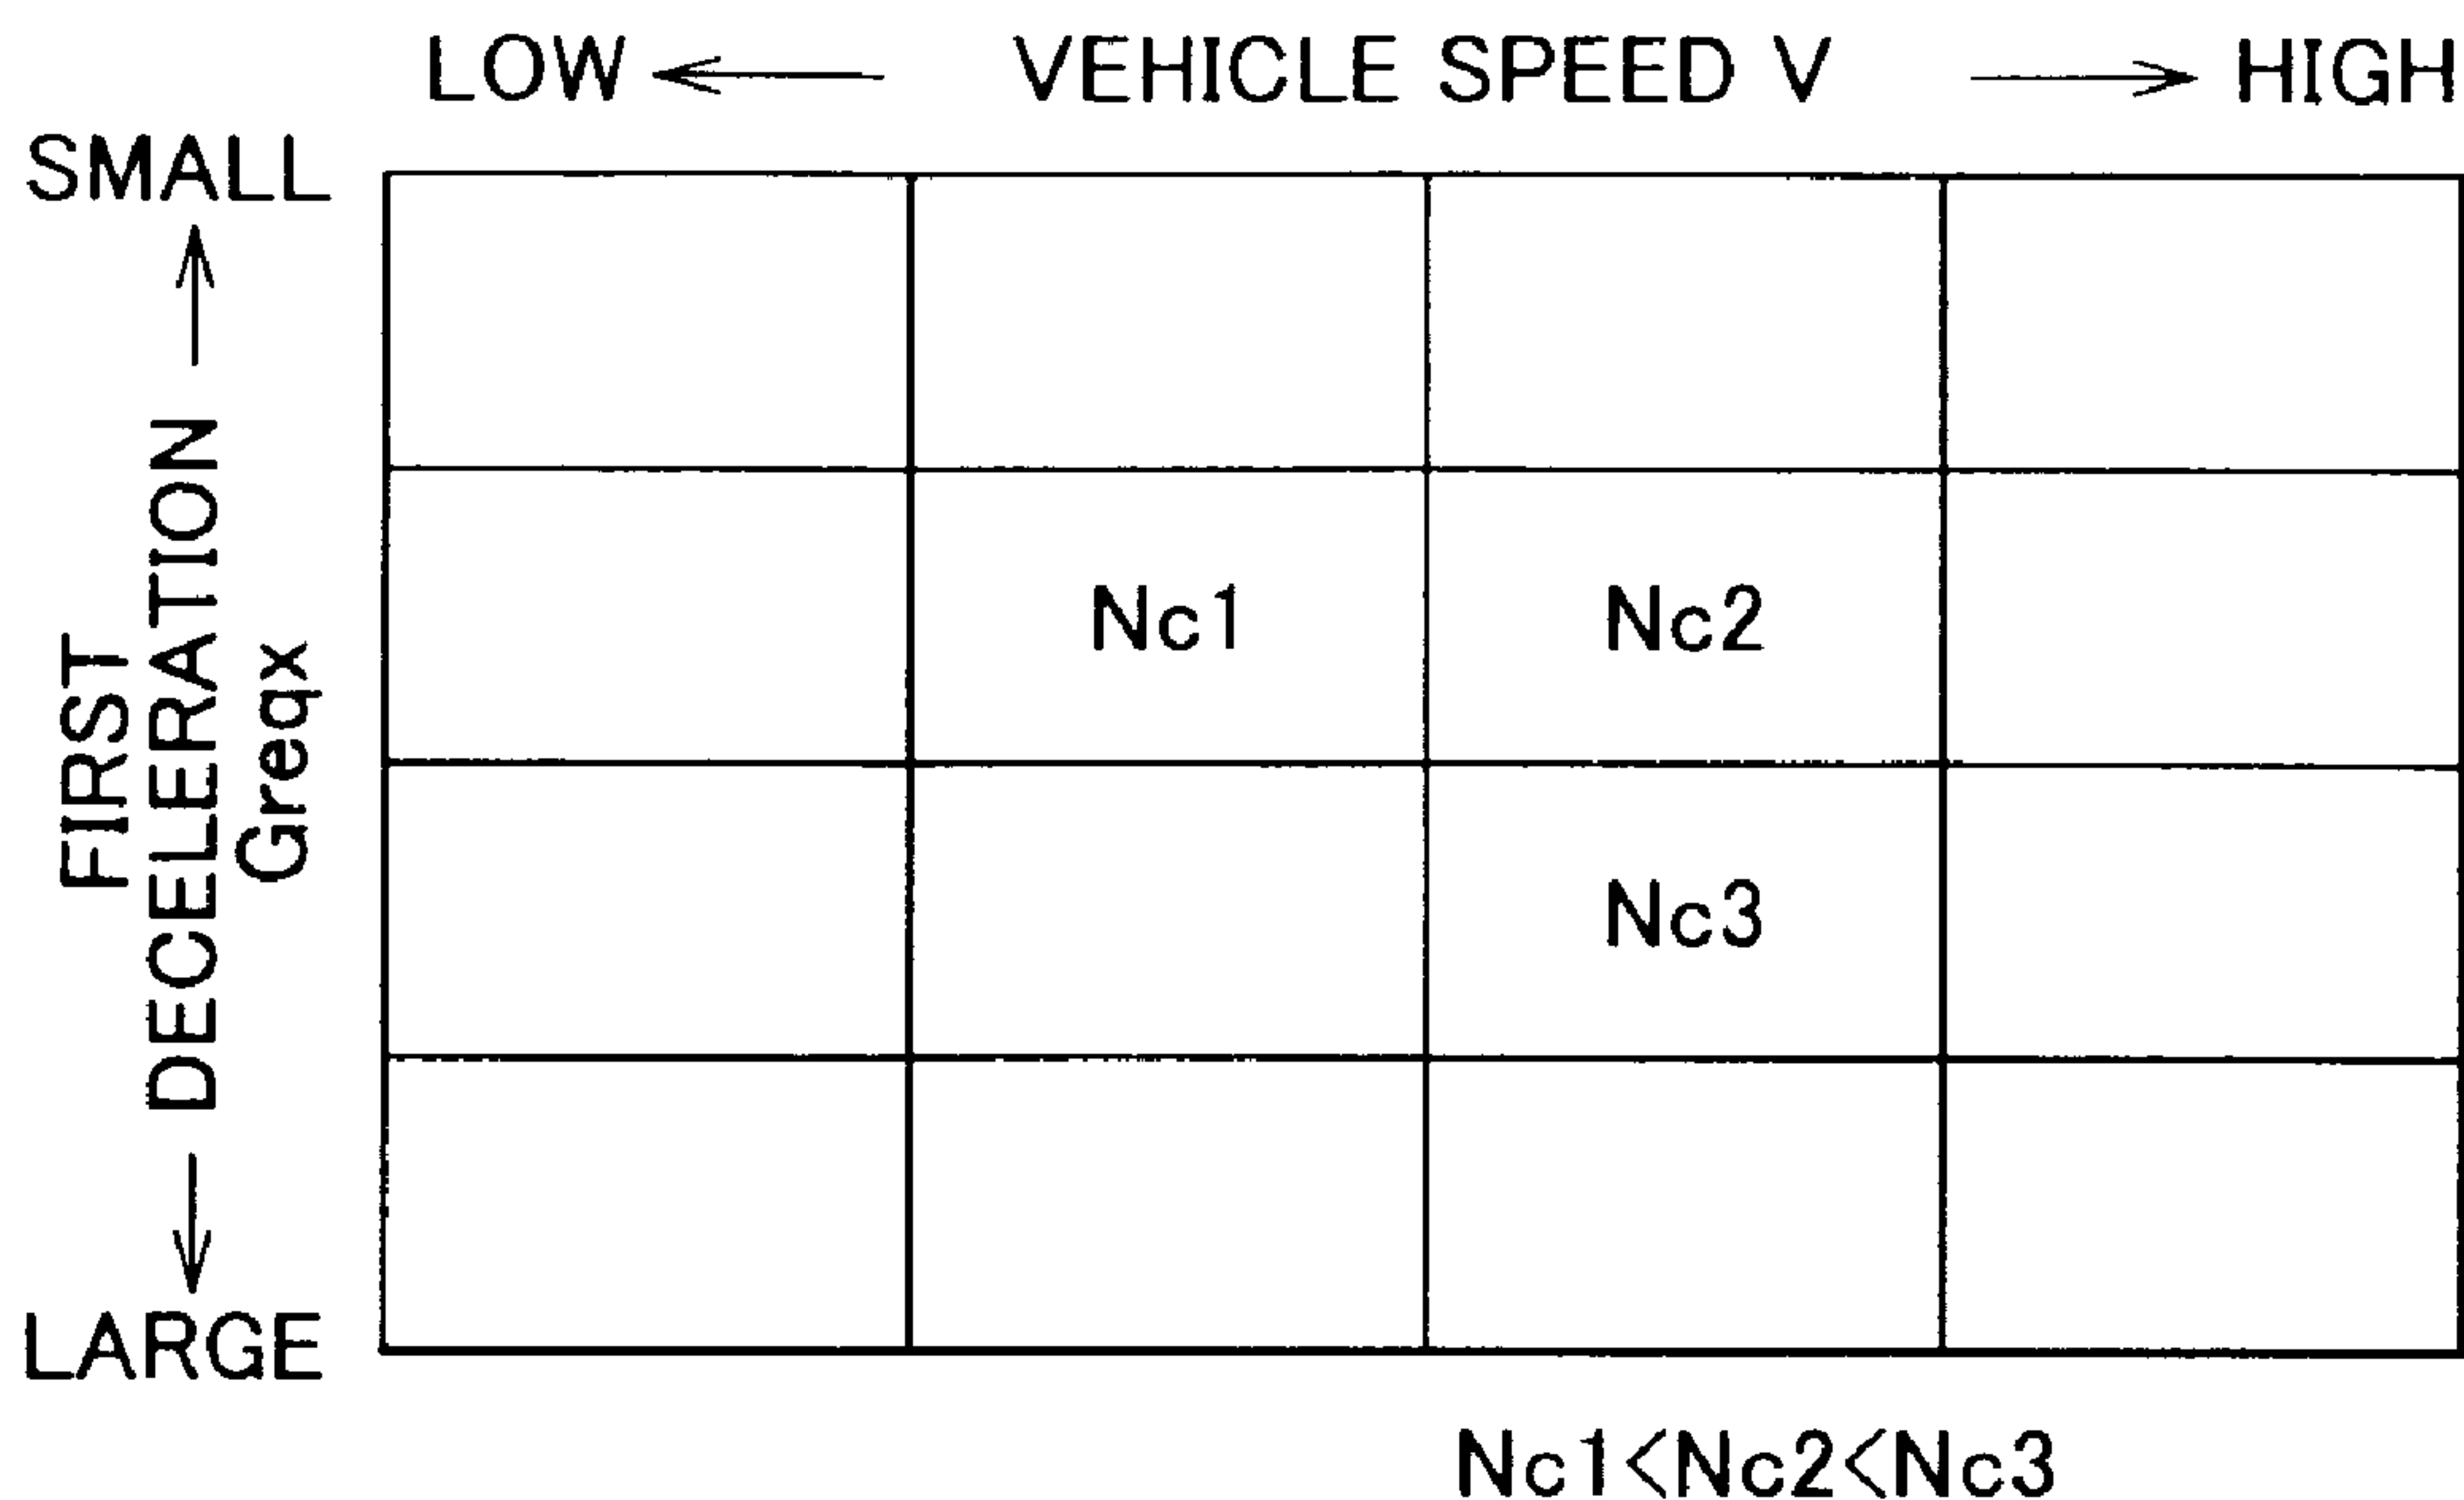 LOW ← VEHICLE SPEED V → HIGH
SMALL
FIRST
DECELERATION
Greqx
LARGE
Nc1 Nc2
Nc3
Nc1<Nc2<Nc3